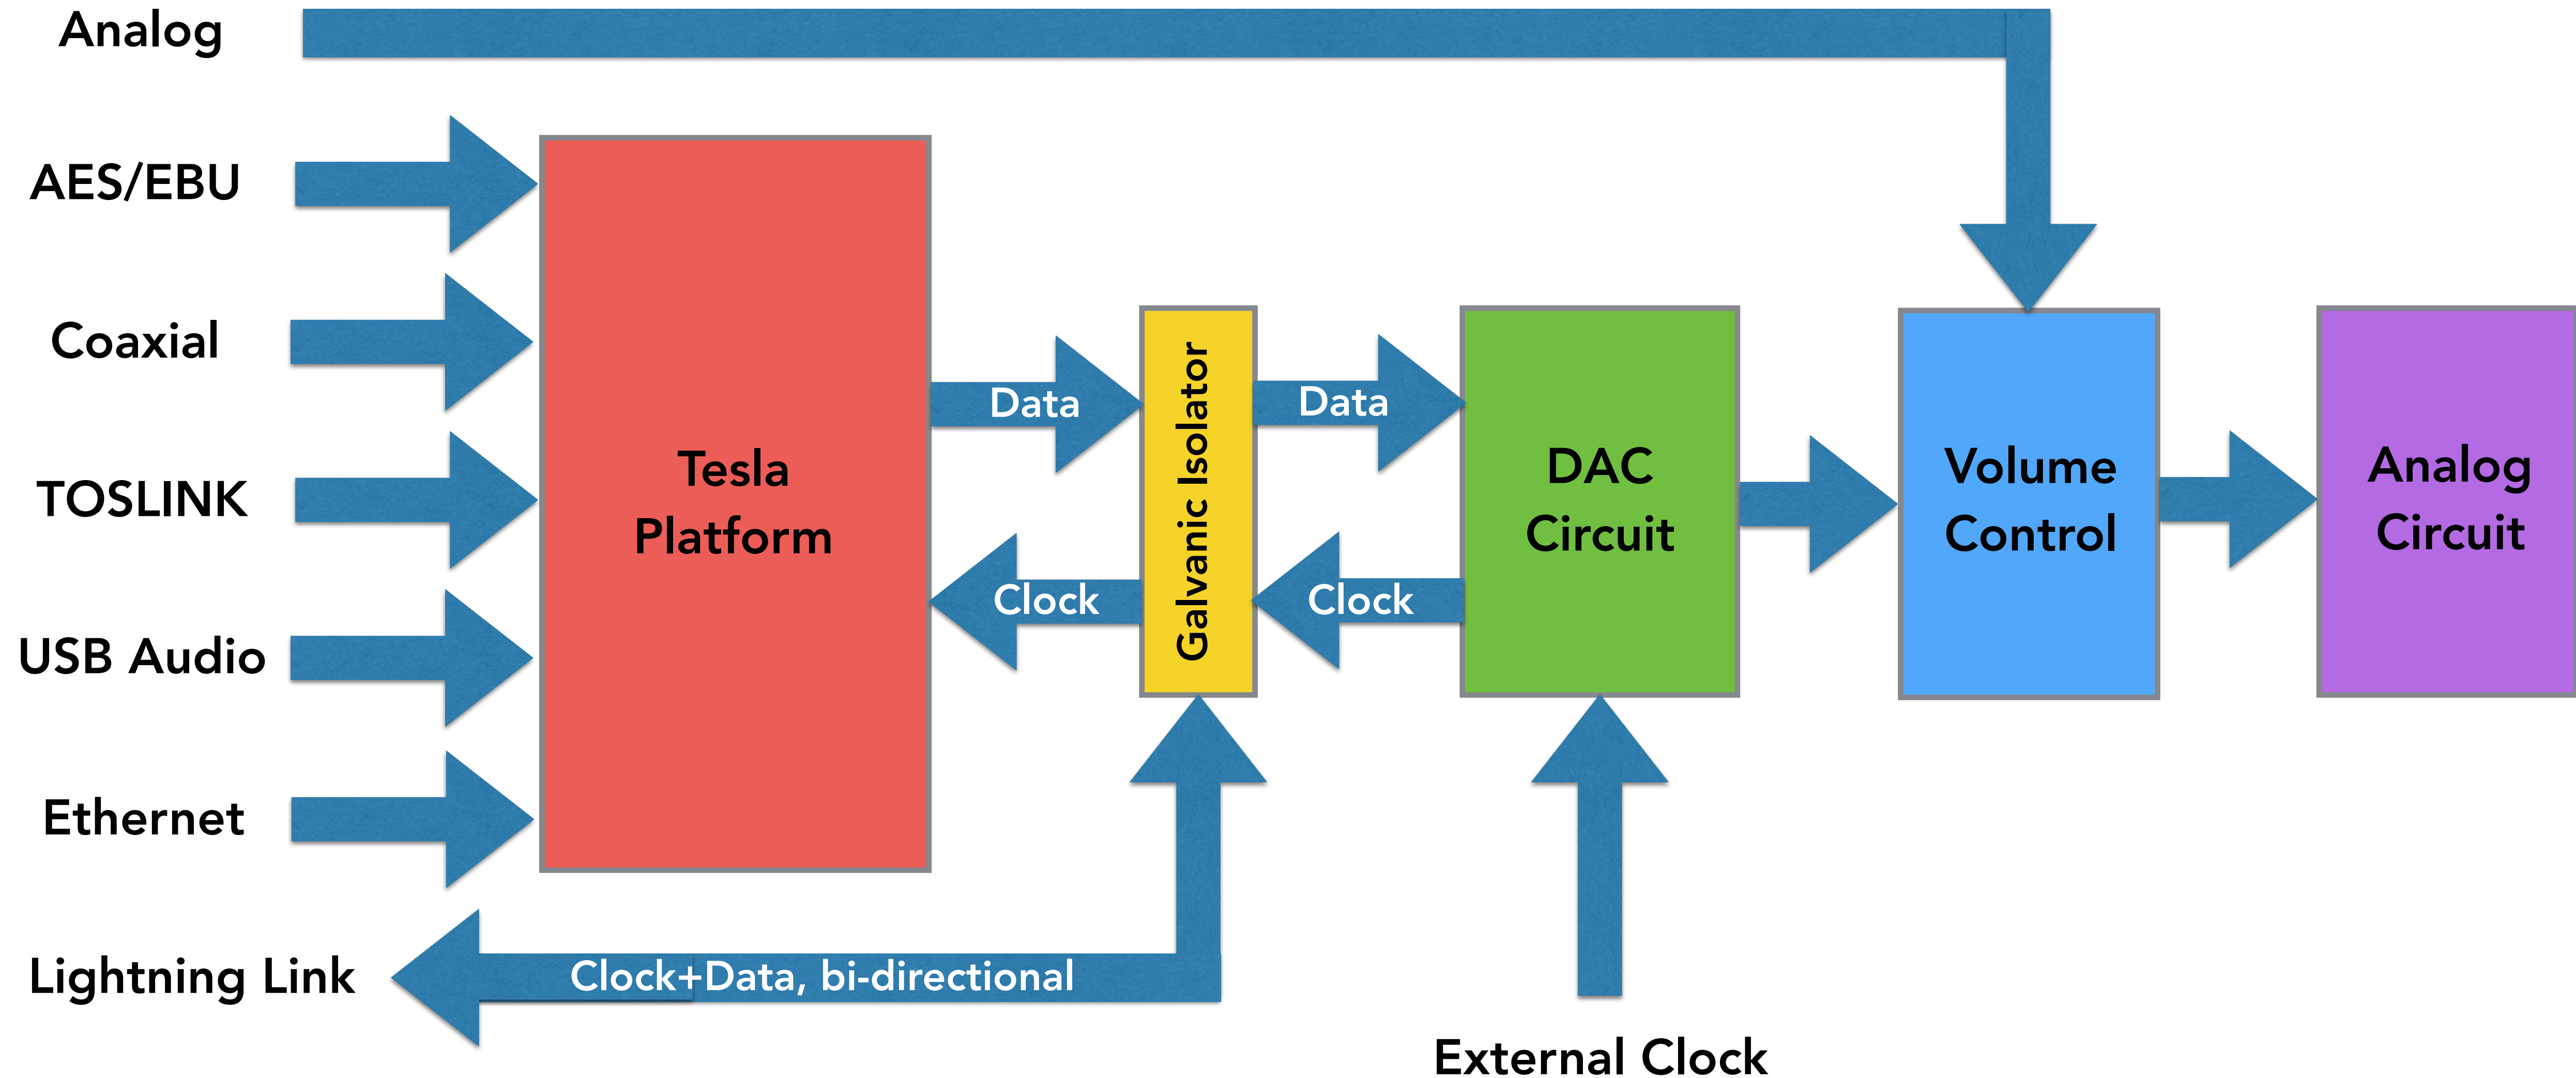 Analog
AES/EBU
Coaxial
TOSLINK
USB Audio
Ethernet
Lightning Link
Tesla
Platform
Data
Clock
Galvanic Isolator
Data
Clock
DAC
Circuit
Volume
Control
Analog
Circuit
Clock+Data, bi-directional
External Clock